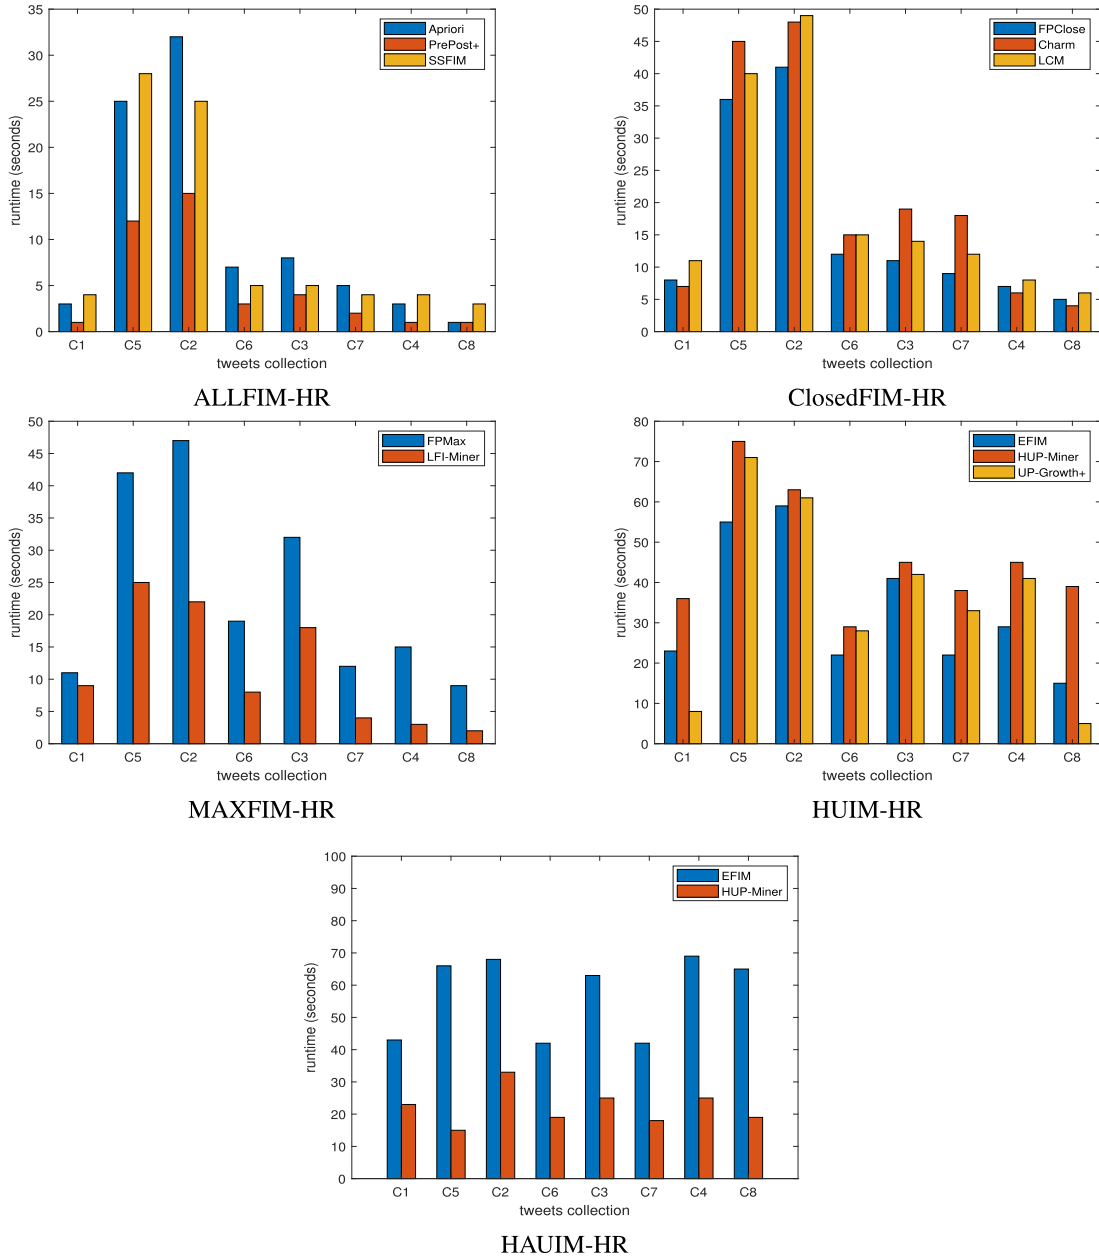 35
30
25
20
15
10
5
0
runtime (seconds)
Apriori
PrePost+
SSFIM
C1 C5 C2 C6 C3 C7 C4 C8
tweets collection
ALLFIM-HR
50
45
40
35
30
25
20
15
10
5
0
runtime (seconds)
FPClose
Charm
LCM
C1 C5 C2 C6 C3 C7 C4 C8
tweets collection
ClosedFIM-HR
50
45
40
35
30
25
20
15
10
5
0
runtime (seconds)
FPMax
LFI-Miner
C1 C5 C2 C6 C3 C7 C4 C8
tweets collection
MAXFIM-HR
80
70
60
50
40
30
20
10
0
runtime (seconds)
EFIM
HUP-Miner
UP-Growth+
C1 C5 C2 C6 C3 C7 C4 C8
tweets collection
HUIM-HR
100
90
80
70
60
50
40
30
20
10
0
runtime (seconds)
EFIM
HUP-Miner
C1 C5 C2 C6 C3 C7 C4 C8
tweets collection
HAUIM-HR